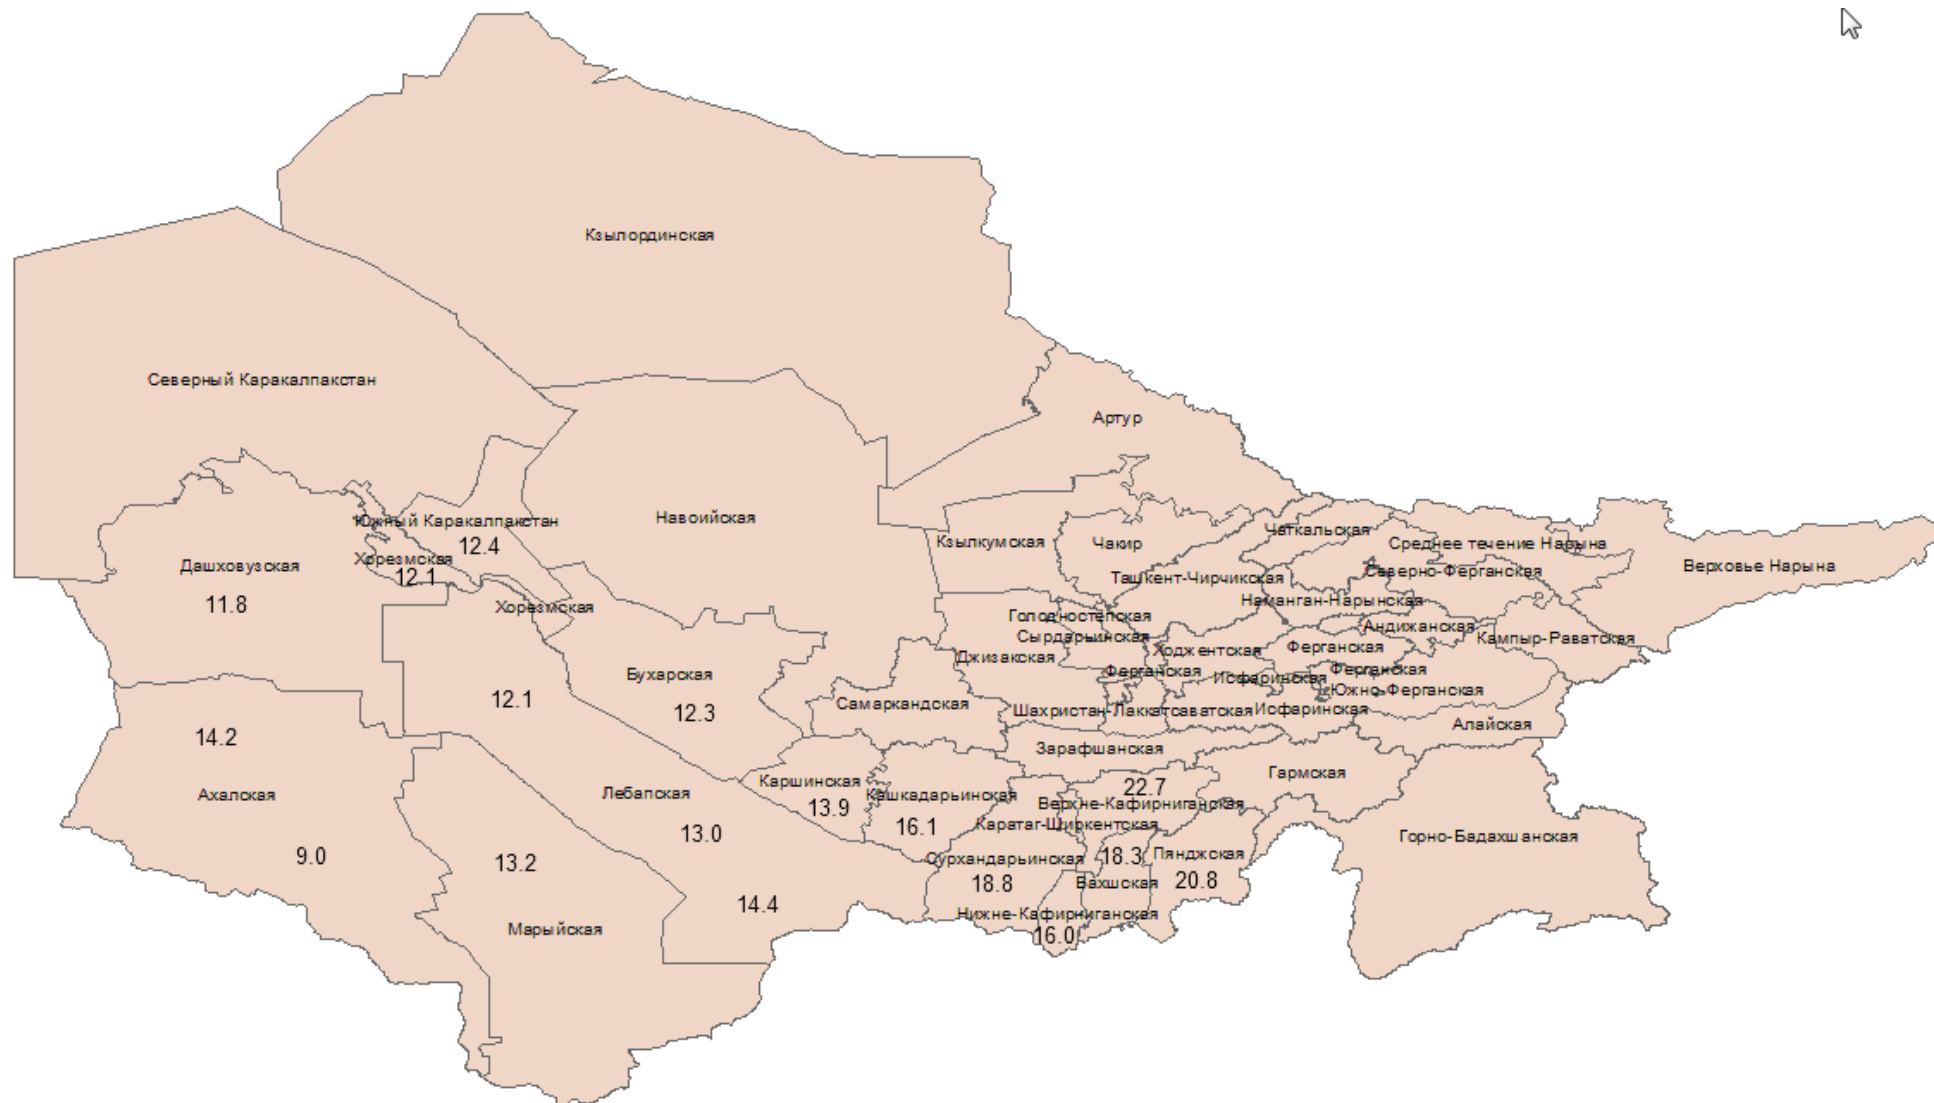 Кзылординская
Северный Каракалпакстан
Артур
Навоийская
Южный Каракалпакстан
12.4
Хорезмская
12.1
Дашховузская
11.8
Хорезмская
Кзылкумская
Чакир
Чаткальская
Среднее течение Нарына
Верховье Нарына
Ташкент-Чирчикская
Северно-Ферганская
Наманган-Нарынская
Голодностепская
Сырдарьинская
Джизакская
Андижанская
Кампыр-Раватская
Ходжентская
Ферганская
Ферганская
Ферганская
Исфаринская
Южно-Ферганская
Шахристан-Лаккатсаватская
Исфаринская
Алайская
Бухарская
12.3
12.1
Самаркандская
Зарафшанская
14.2
Ахалская
9.0
Лебапская
13.0
14.4
13.2
Марыйская
Каршинская
13.9
Кашкадарьинская
16.1
22.7
Верхне-Кафирниганская
Каратаг-Ширкентская
Гармская
Горно-Бадахшанская
Сурхандарьинская
18.8
18.3
Вахшская
Пянджская
20.8
Нижне-Кафирниганская
16.0